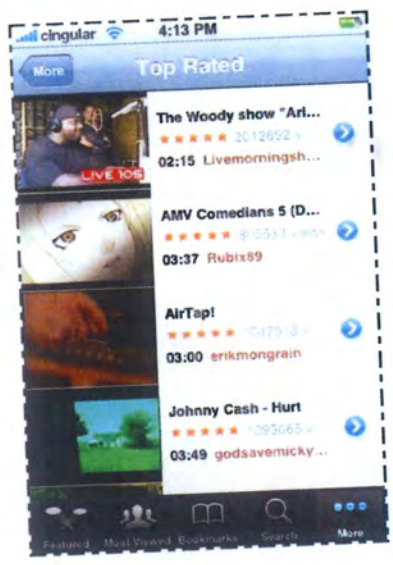 cingular 4:13 PM
More Top Rated
The Woody show "Ari...
2012652 v
02:15 Livemorningsh...
LIVE 105
AMV Comedians 5 (D...
views
03:37 Rubix89
AirTap!
03:00 erikmongrain
Johnny Cash - Hurt
03:49 godsavemicky...
Featured Most Viewed Bookmarks Search More